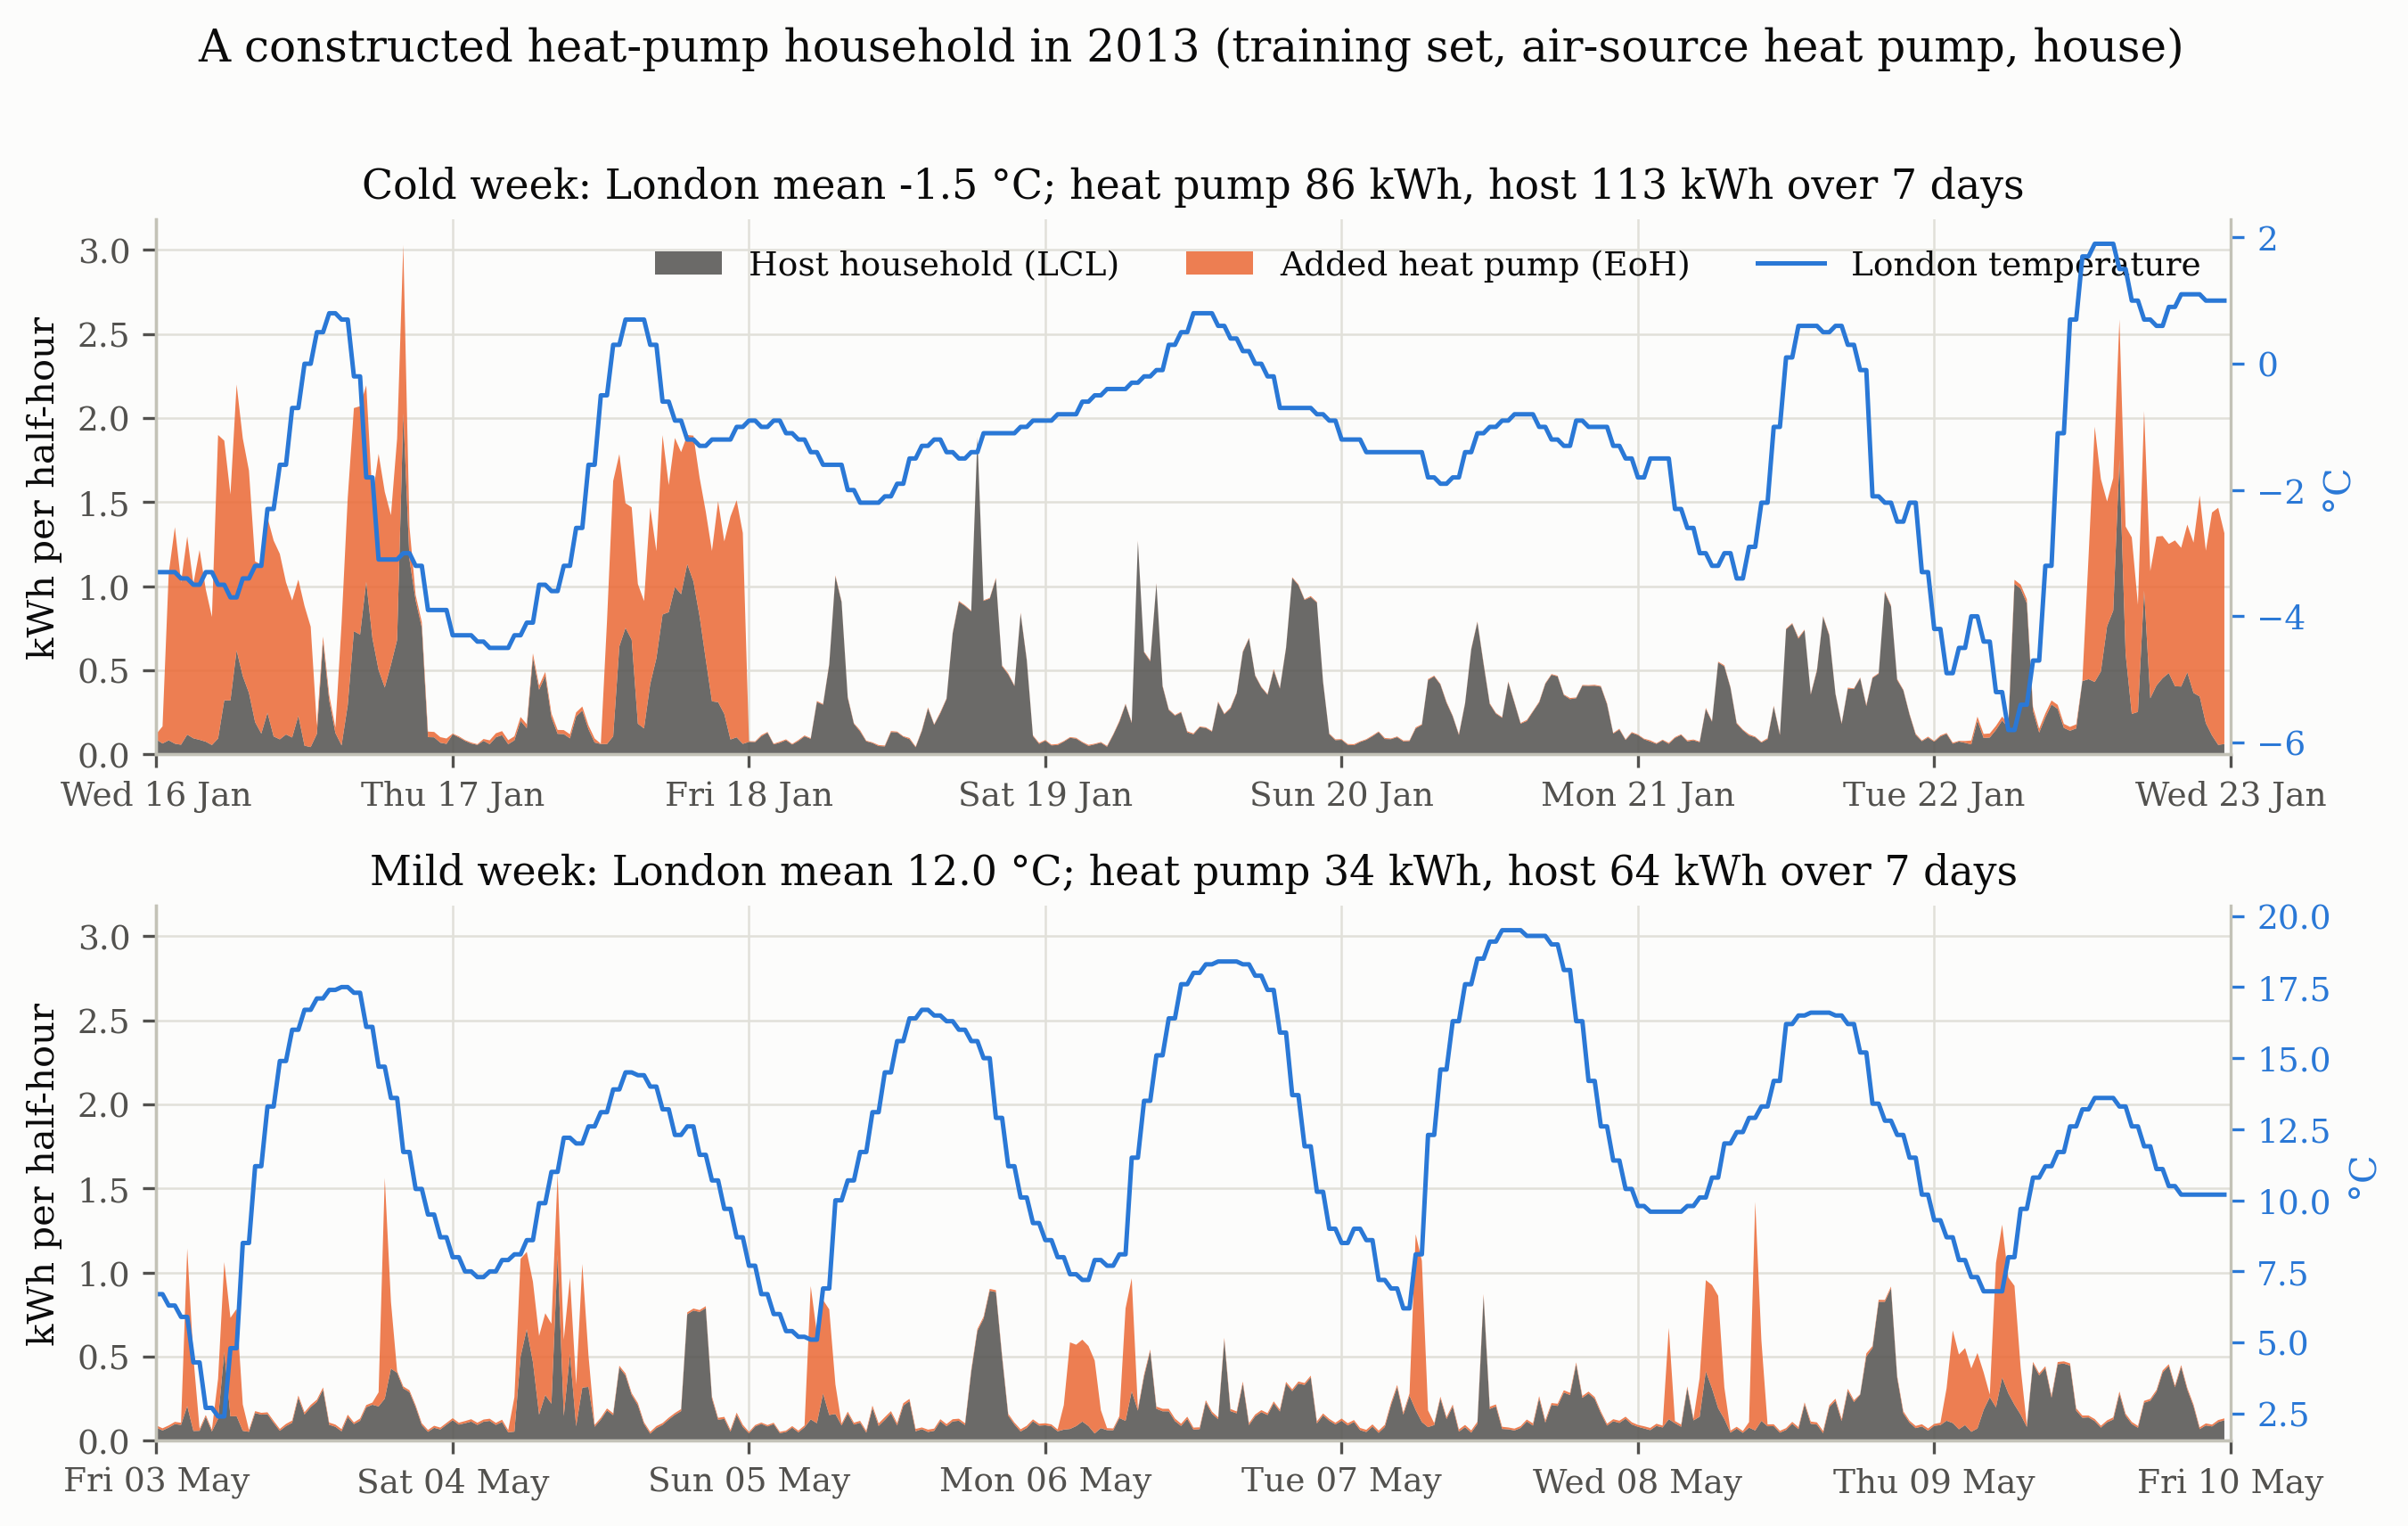 A constructed heat-pump household in 2013 (training set, air-source heat pump, house)
Cold week: London mean -1.5 °C; heat pump 86 kWh, host 113 kWh over 7 days
Host household (LCL)
Added heat pump (EoH)
London temperature
kWh per half-hour
3.0
2.5
2.0
1.5
1.0
0.5
0.0
2
0
−2
−4
−6
°C
Wed 16 Jan
Thu 17 Jan
Fri 18 Jan
Sat 19 Jan
Sun 20 Jan
Mon 21 Jan
Tue 22 Jan
Wed 23 Jan
Mild week: London mean 12.0 °C; heat pump 34 kWh, host 64 kWh over 7 days
kWh per half-hour
3.0
2.5
2.0
1.5
1.0
0.5
0.0
20.0
17.5
15.0
12.5
10.0
7.5
5.0
2.5
°C
Fri 03 May
Sat 04 May
Sun 05 May
Mon 06 May
Tue 07 May
Wed 08 May
Thu 09 May
Fri 10 May